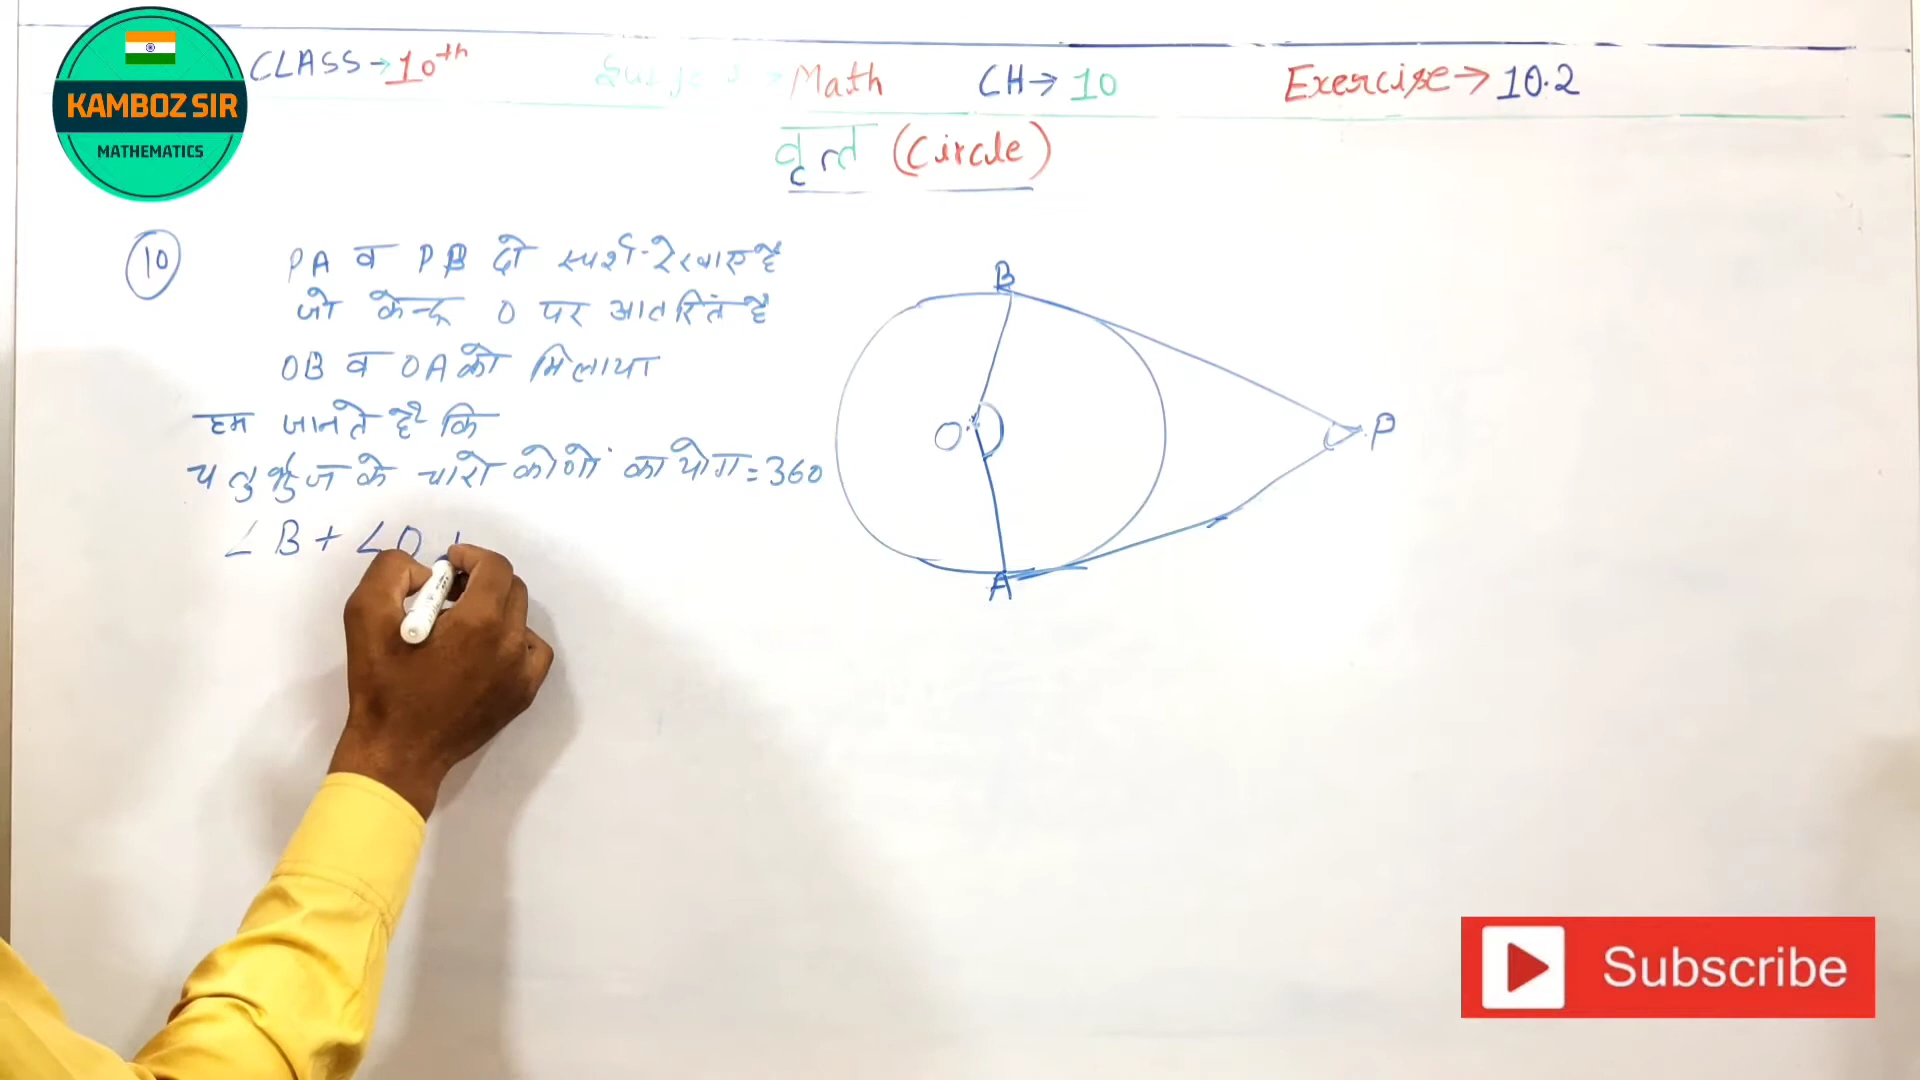 KAMBOZ SIR
MATHEMATICS
CLASS → 10th
Math
CH → 10
Exercise → 10.2
वृत्त (Circle)
10
PA व PB दो स्पर्श-रेखाए है
जो केन्द्र O पर आतरितं है
OB व OA को मिलाया
हम जानते है कि
चतुर्भुज के चारो कोणों का योग = 360
∠B + ∠O +
B
O
P
A
Subscribe